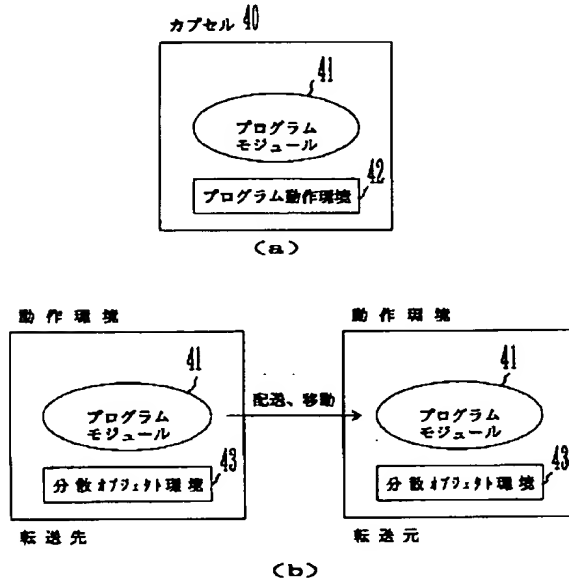 カプセル 40
41
プログラム
モジュール
42
プログラム動作環境
(a)
動作環境
動作環境
41
41
プログラム
モジュール
配送、移動
プログラム
モジュール
43
43
分散オブジェクト環境
分散オブジェクト環境
転送先
転送元
(b)